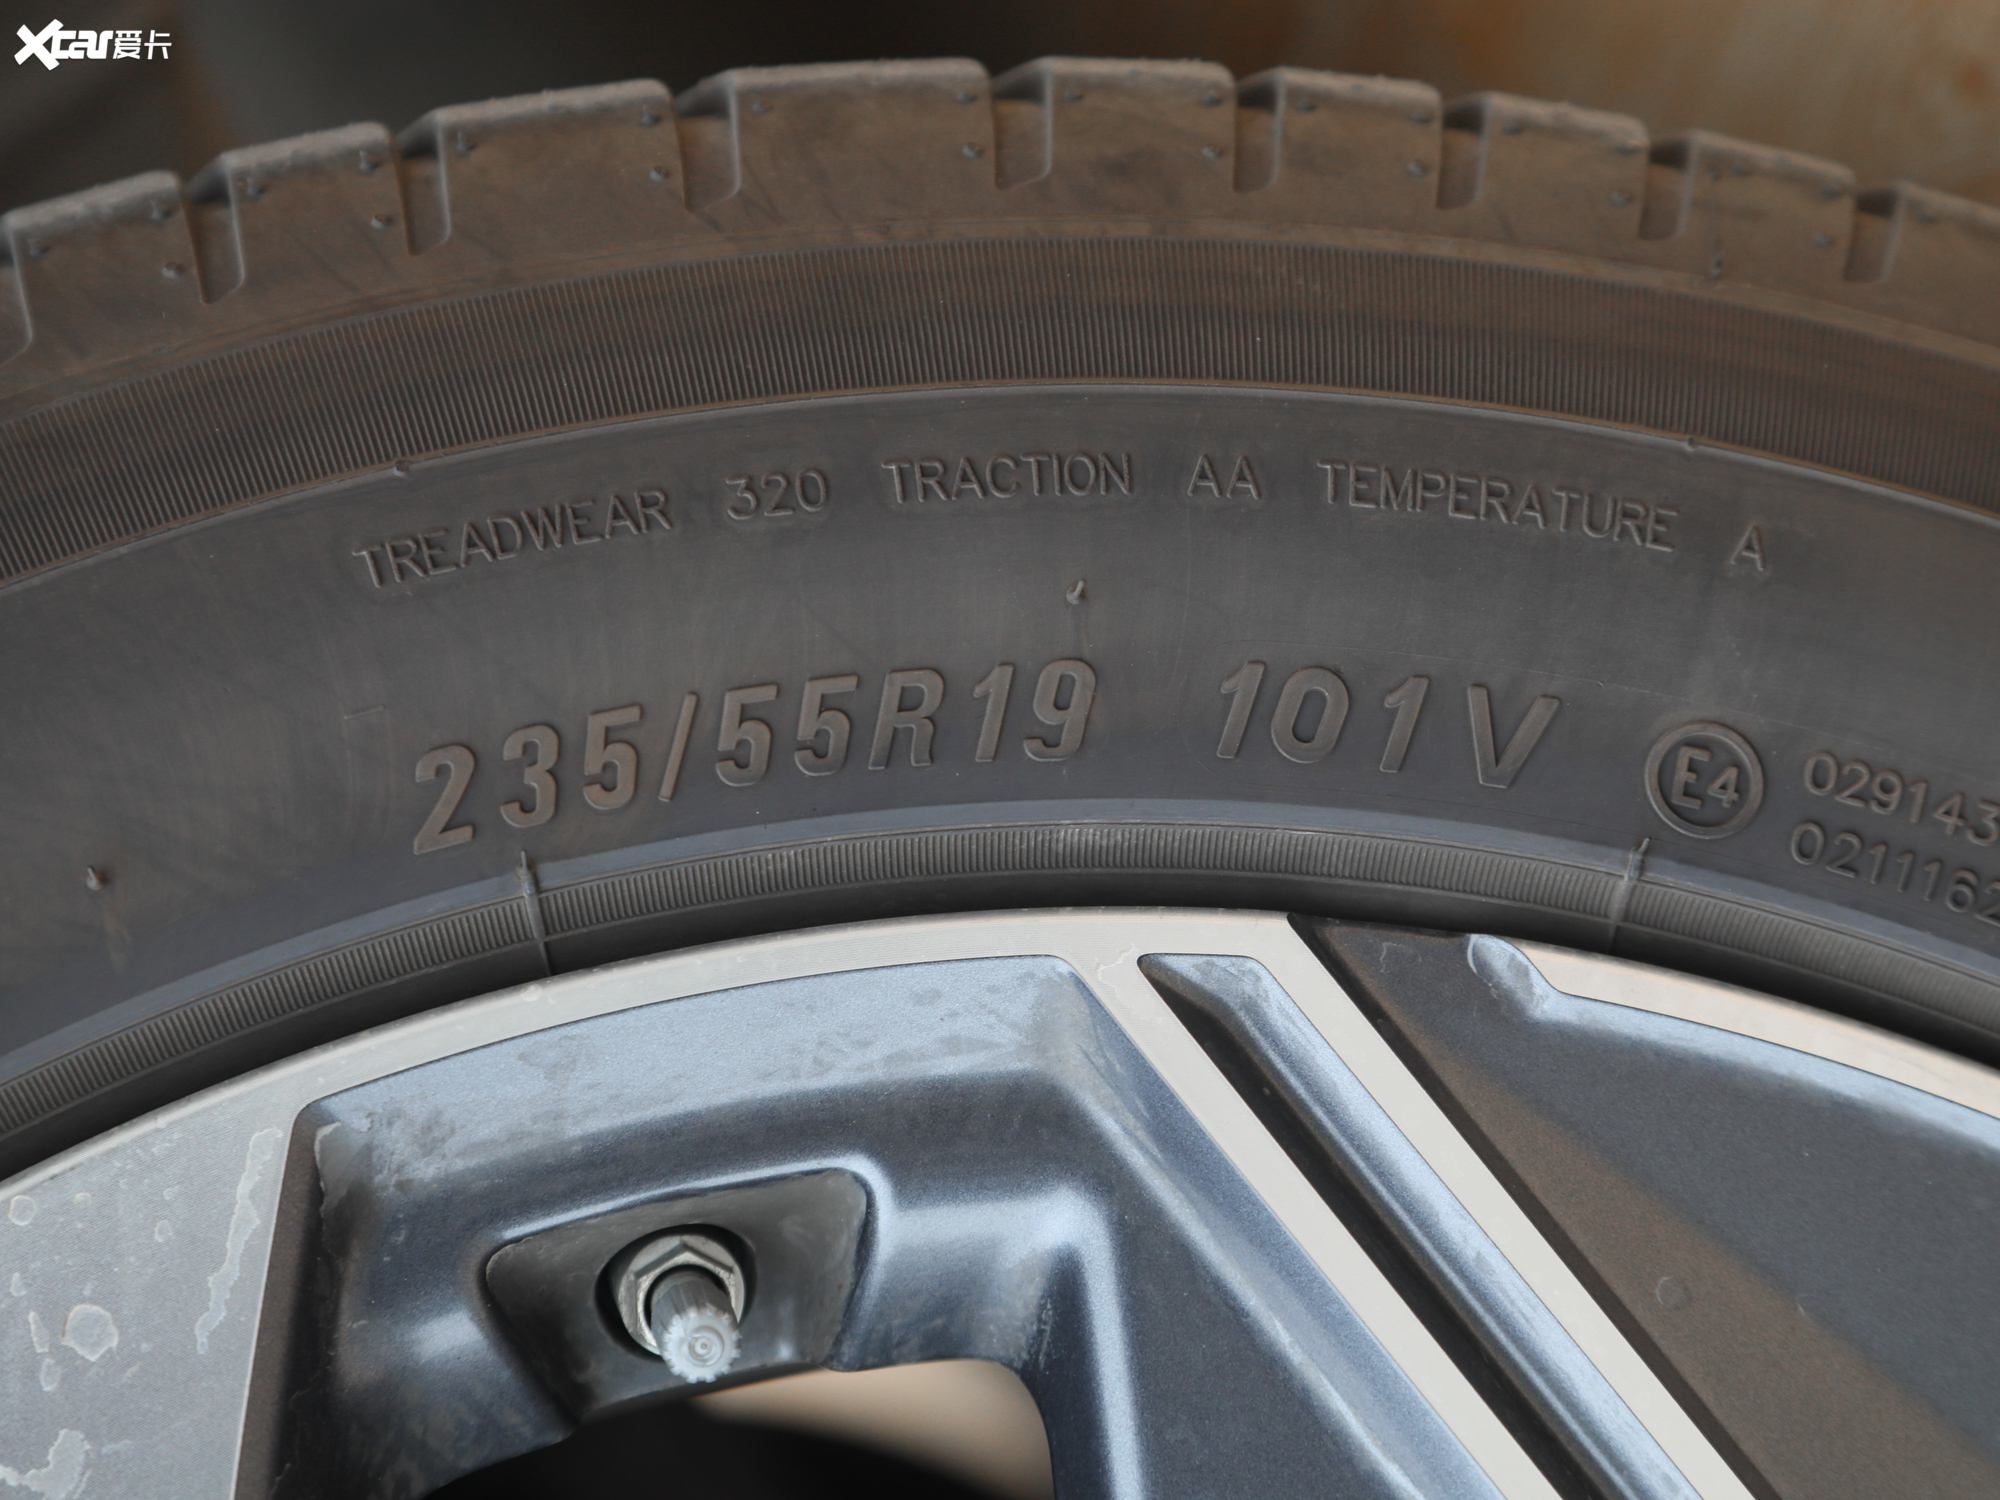 Xcar爱卡
TREADWEAR 320 TRACTION AA TEMPERATURE A
235/55R19 101V E4
029143
021116